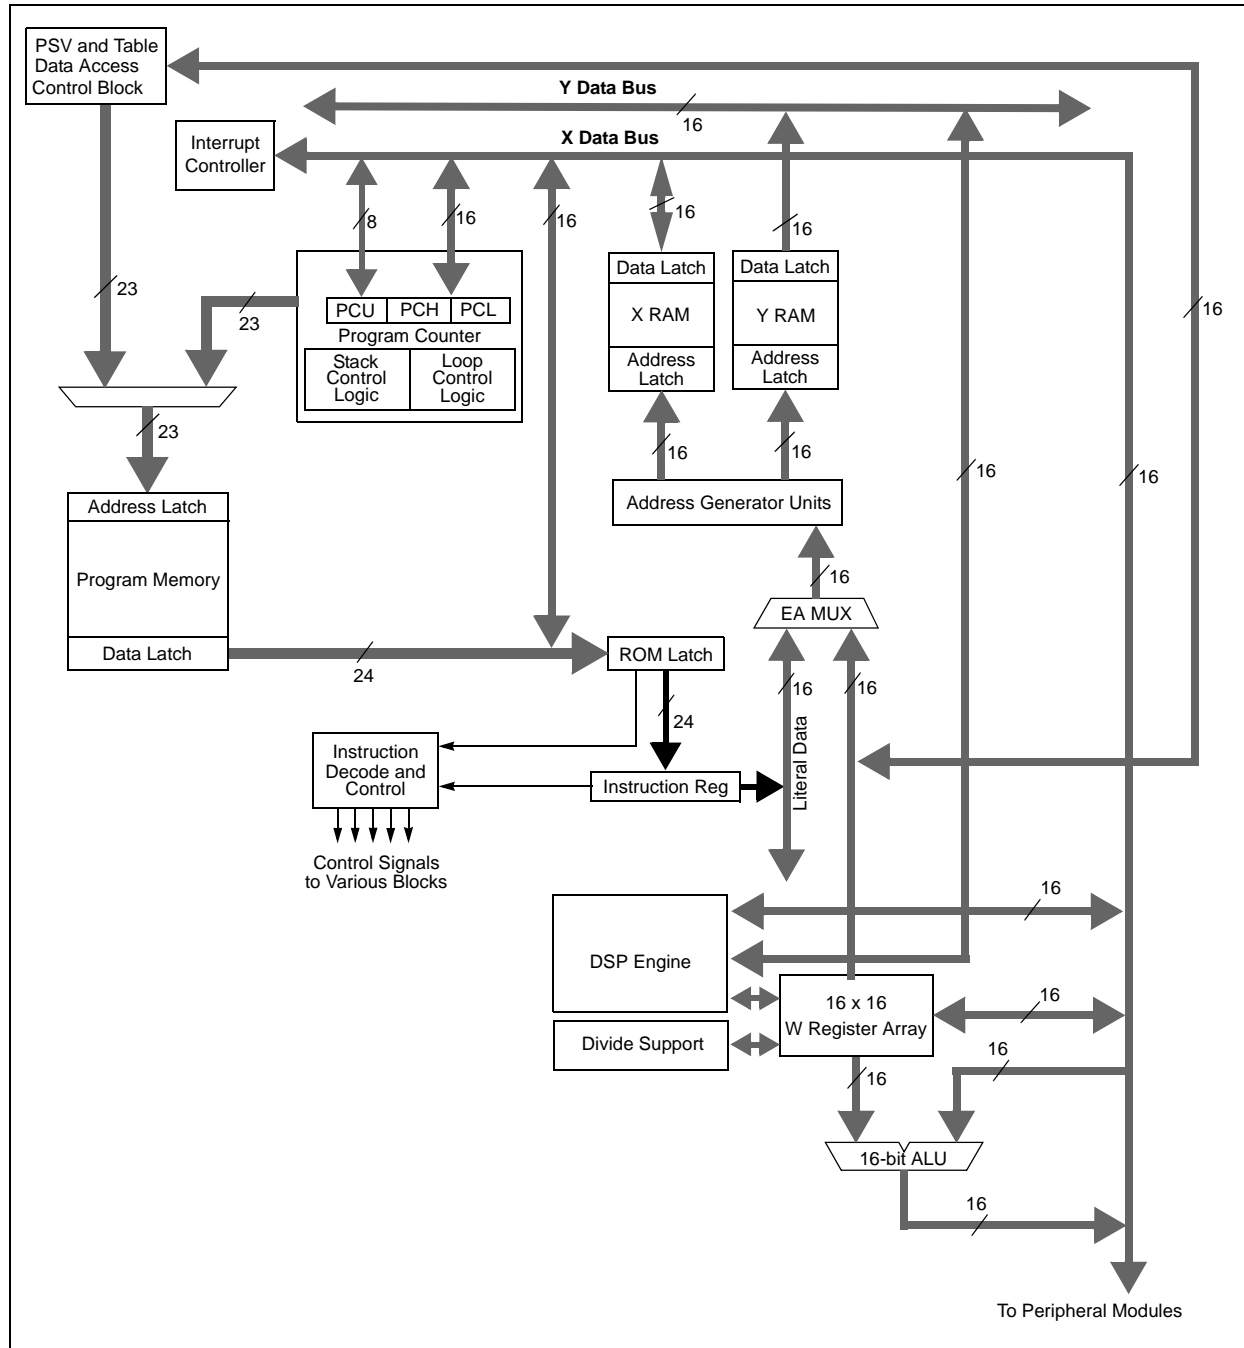 PSV and Table
Data Access
Control Block
Y Data Bus
16
Interrupt
Controller
X Data Bus
8
16
16
16
16
23
23
16
Data Latch
Data Latch
PCU
PCH
PCL
Program Counter
X RAM
Y RAM
Stack
Control
Logic
Loop
Control
Logic
Address
Latch
Address
Latch
23
16
16
16
16
Address Latch
Address Generator Units
Program Memory
16
EA MUX
Data Latch
24
ROM Latch
16
16
24
Literal Data
Instruction
Decode and
Control
Instruction Reg
Control Signals
to Various Blocks
16
DSP Engine
16 x 16
W Register Array
16
Divide Support
16
16
16-bit ALU
16
To Peripheral Modules